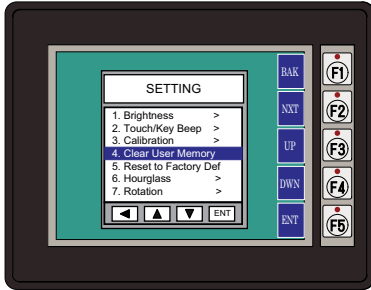 SETTING
1. Brightness >
2. Touch/Key Beep >
3. Calibration >
4. Clear User Memory
5. Reset to Factory Def
6. Hourglass >
7. Rotation >
ENT
BAK
NXT
UP
DWN
ENT
F1
F2
F3
F4
F5